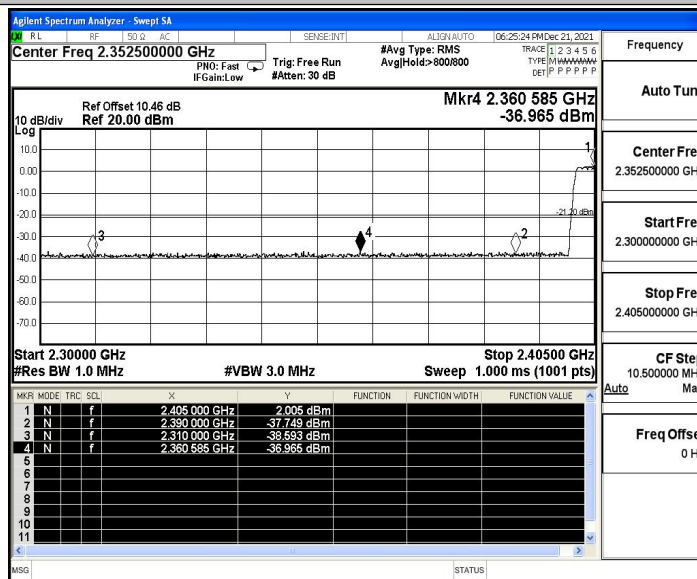 Agilent Spectrum Analyzer - Swept SA
RL RF 50 Ω AC SENSE:INT ALIGN AUTO 06:25:24 PM Dec 21, 2021
Center Freq 2.352500000 GHz #Avg Type: RMS TRACE 1 2 3 4 5 6
PNO: Fast Trig: Free Run Avg|Hold:>800/800 TYPE MWWWWW
IFGain:Low #Atten: 30 dB DET P P P P P P
Mkr4 2.360 585 GHz
-36.965 dBm
Ref Offset 10.46 dB
10 dB/div Ref 20.00 dBm
Log
10.0
0.00
-10.0
-20.0
-30.0
-40.0
-50.0
-60.0
-70.0
1
-21.20 dBm
3 4 2
Start 2.30000 GHz Stop 2.40500 GHz
#Res BW 1.0 MHz #VBW 3.0 MHz Sweep 1.000 ms (1001 pts)
MKR MODE TRC SCL X Y FUNCTION FUNCTION WIDTH FUNCTION VALUE
1 N f 2.405 000 GHz 2.005 dBm
2 N f 2.390 000 GHz -37.749 dBm
3 N f 2.310 000 GHz -38.593 dBm
4 N f 2.360 585 GHz -36.965 dBm
5
6
7
8
9
10
11
MSG STATUS
Frequency
Auto Tun
Center Fre
2.352500000 GH
Start Fre
2.300000000 GH
Stop Fre
2.405000000 GH
CF Ste
10.500000 MH
Auto Ma
Freq Offse
0 H